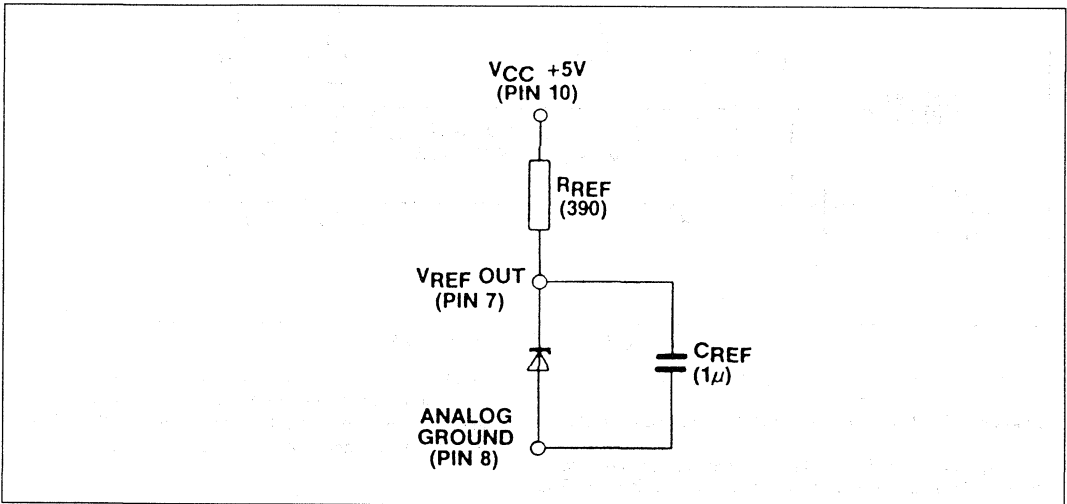 VCC +5V
(PIN 10)
RREF
(390)
VREF OUT
(PIN 7)
CREF
(1µ)
ANALOG
GROUND
(PIN 8)